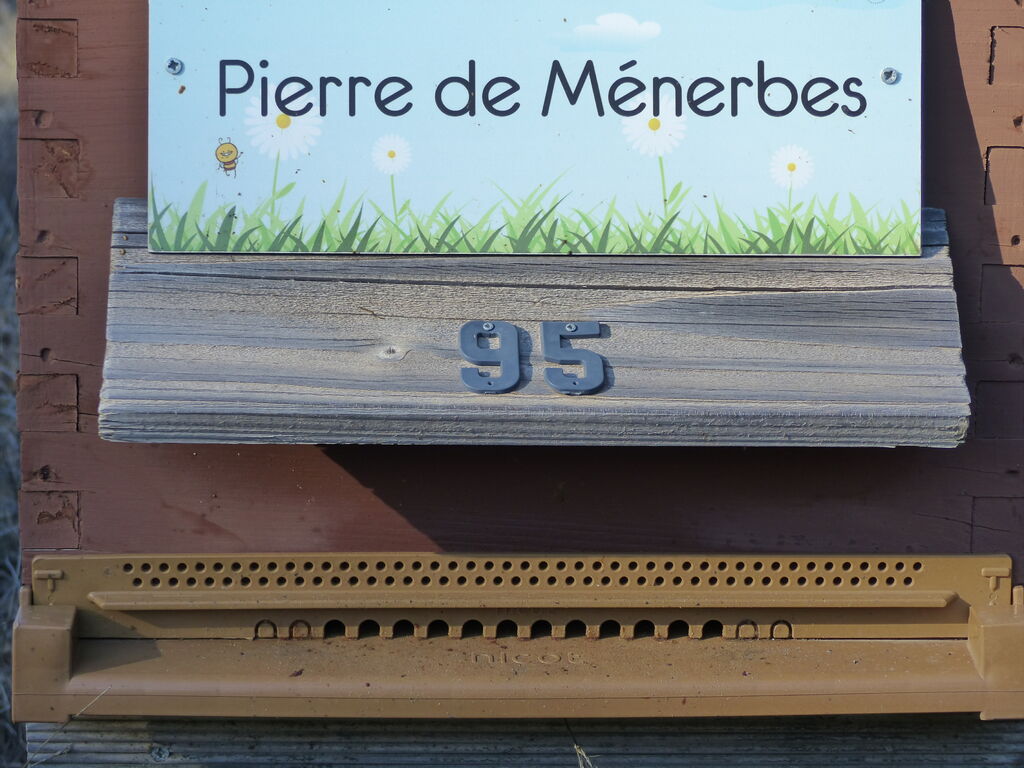 Pierre de Ménerbes
95
nicot